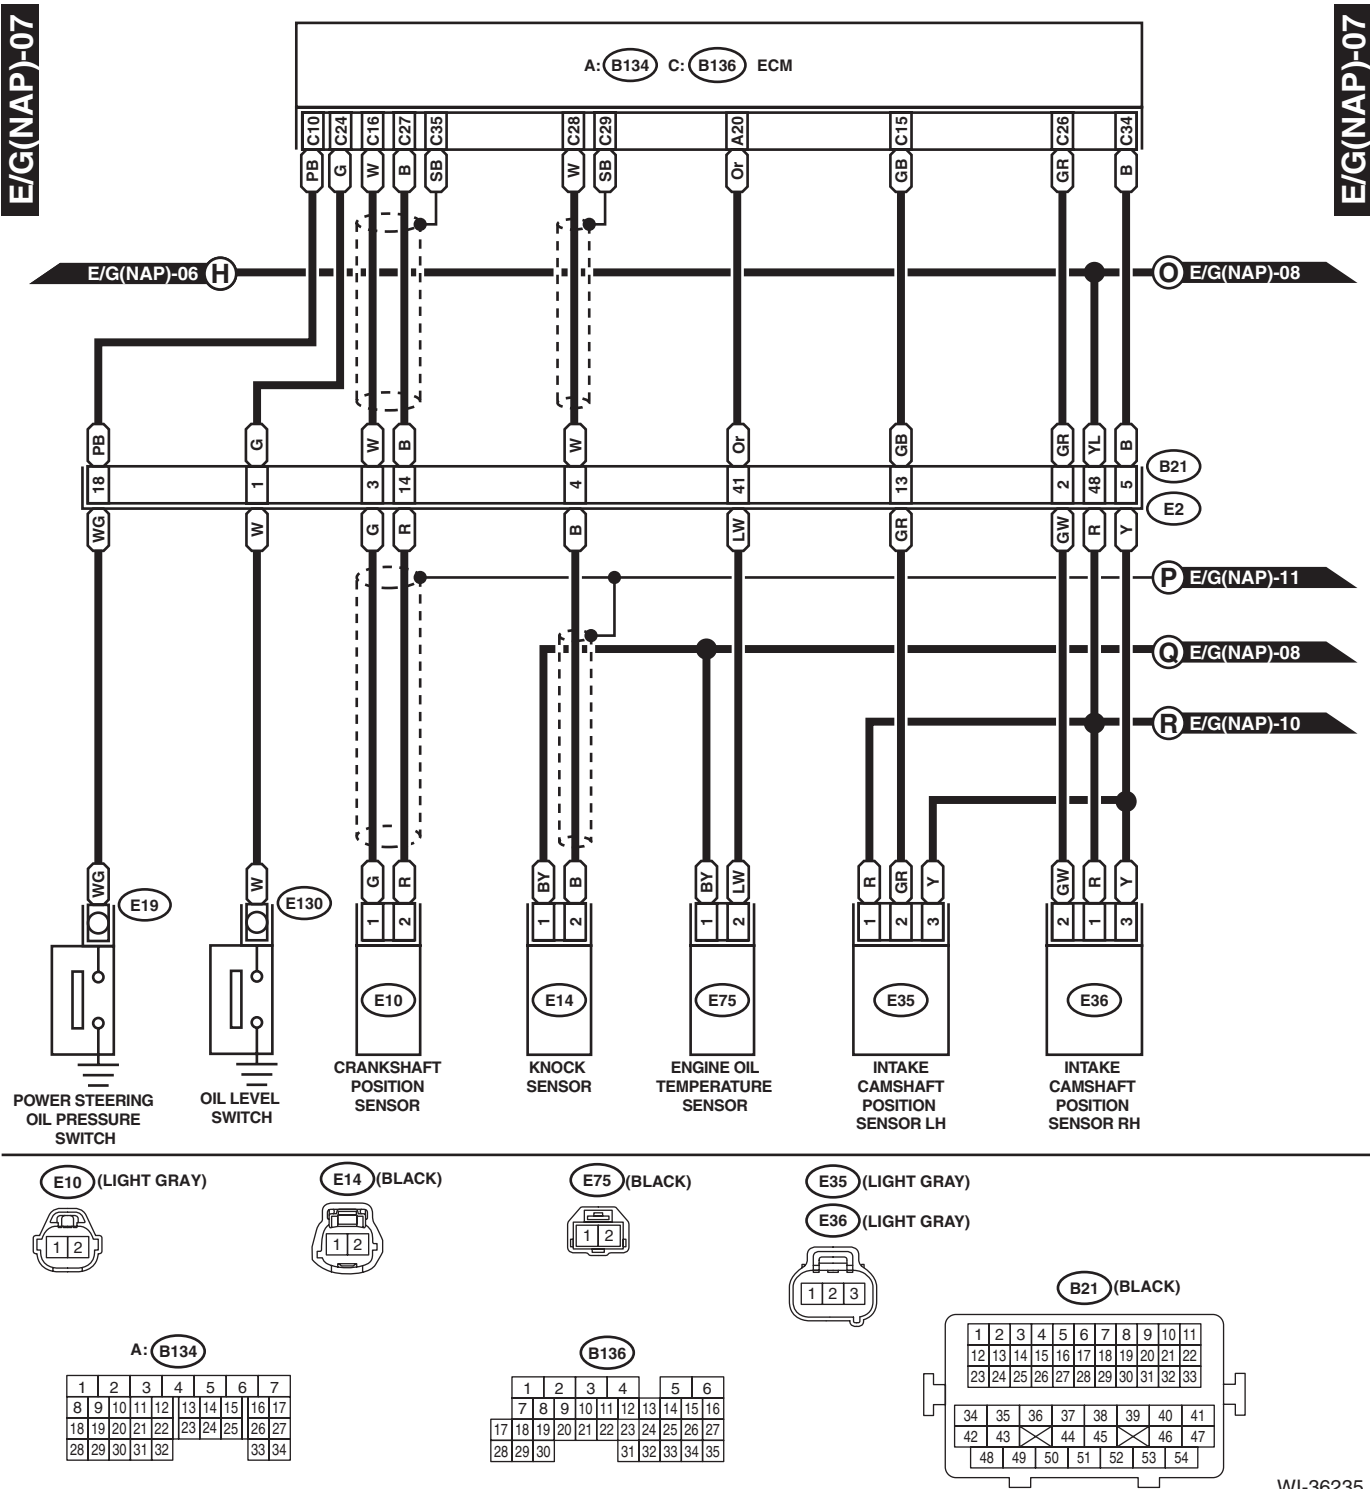 E/G(NAP)-07
E/G(NAP)-07
A: B134 C: B136 ECM
C10 C24 C16 C27 C35 C28 C29 A20 C15 C26 C34
PB G W B SB W SB Or GB GR B
E/G(NAP)-06 H
O E/G(NAP)-08
PB G W B W Or GB GR YL B
B21
18 1 3 14 4 41 13 2 48 5
E2
WG W G R B LW GR GW R Y
P E/G(NAP)-11
Q E/G(NAP)-08
R E/G(NAP)-10
WG W G R BY B BY LW R GR Y GW R Y
E19 E130
1 2 1 2 1 2 1 2 3 2 1 3
E10 E14 E75 E35 E36
POWER STEERING
OIL PRESSURE
SWITCH
OIL LEVEL
SWITCH
CRANKSHAFT
POSITION
SENSOR
KNOCK
SENSOR
ENGINE OIL
TEMPERATURE
SENSOR
INTAKE
CAMSHAFT
POSITION
SENSOR LH
INTAKE
CAMSHAFT
POSITION
SENSOR RH
E10 (LIGHT GRAY)
1 2
E14 (BLACK)
1 2
E75 (BLACK)
1 2
E35 (LIGHT GRAY)
E36 (LIGHT GRAY)
1 2 3
A: B134
1 2 3 4 5 6 7
8 9 10 11 12 13 14 15 16 17
18 19 20 21 22 23 24 25 26 27
28 29 30 31 32 33 34
B136
1 2 3 4 5 6
7 8 9 10 11 12 13 14 15 16
17 18 19 20 21 22 23 24 25 26 27
28 29 30 31 32 33 34 35
B21 (BLACK)
1 2 3 4 5 6 7 8 9 10 11
12 13 14 15 16 17 18 19 20 21 22
23 24 25 26 27 28 29 30 31 32 33
34 35 36 37 38 39 40 41
42 43 44 45 46 47
48 49 50 51 52 53 54
WI-36235